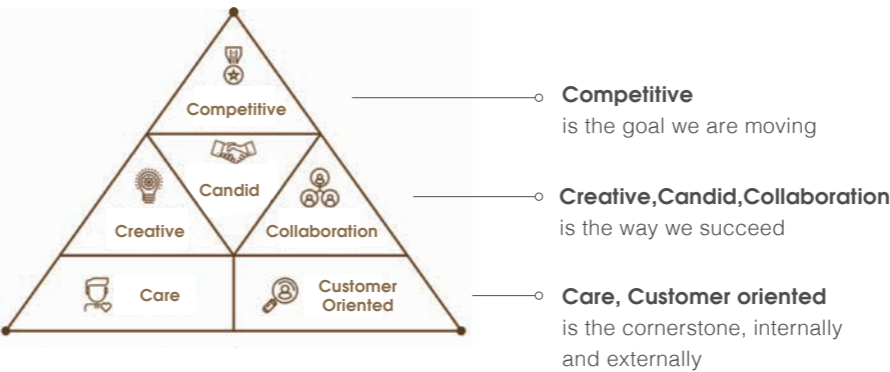 Competitive
Candid
Creative
Collaboration
Care
Customer
Oriented
Competitive
is the goal we are moving
Creative,Candid,Collaboration
is the way we succeed
Care, Customer oriented
is the cornerstone, internally
and externally